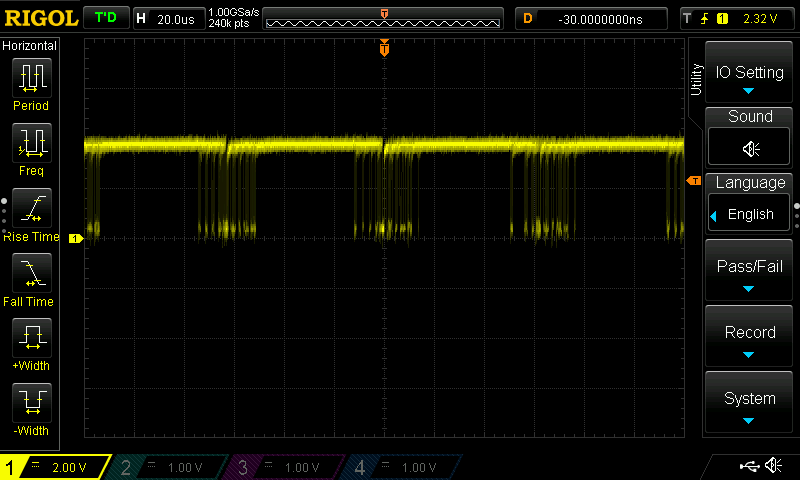 RIGOL T'D H 20.0us 1.00GSa/s 240k pts T D -30.0000000ns T 1 2.32 V
Horizontal
T
Period
Freq
Rise Time
Fall Time
+Width
-Width
1
T
Utility
IO Setting
Sound
Language
English
Pass/Fail
Record
System
1 2.00 V 2 1.00 V 3 1.00 V 4 1.00 V